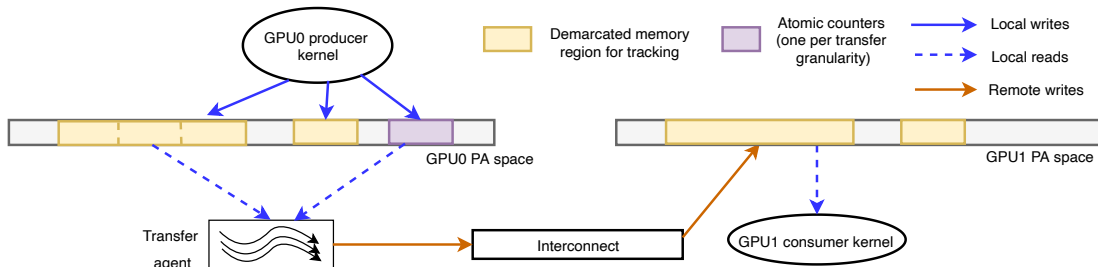 GPU0 producer
kernel
Demarcated memory
region for tracking
Atomic counters
(one per transfer
granularity)
Local writes
Local reads
Remote writes
GPU0 PA space
GPU1 PA space
Transfer
agent
Interconnect
GPU1 consumer kernel